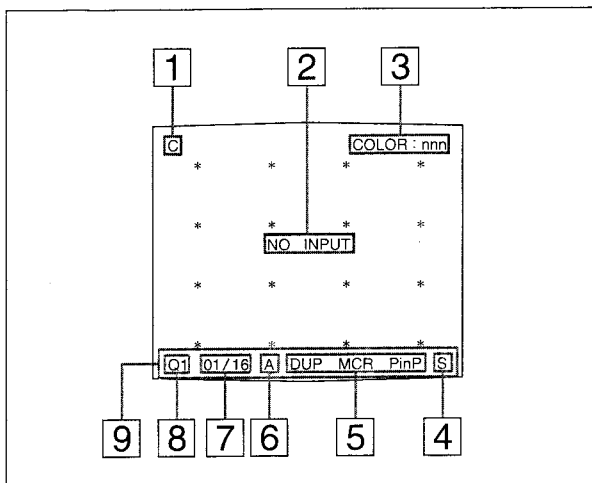 1 2 3
C COLOR : nnn
* * * *
* * * *
NO INPUT
* * * *
* * * *
Q1 01/16 A DUP MCR PinP S
9 8 7 6 5 4